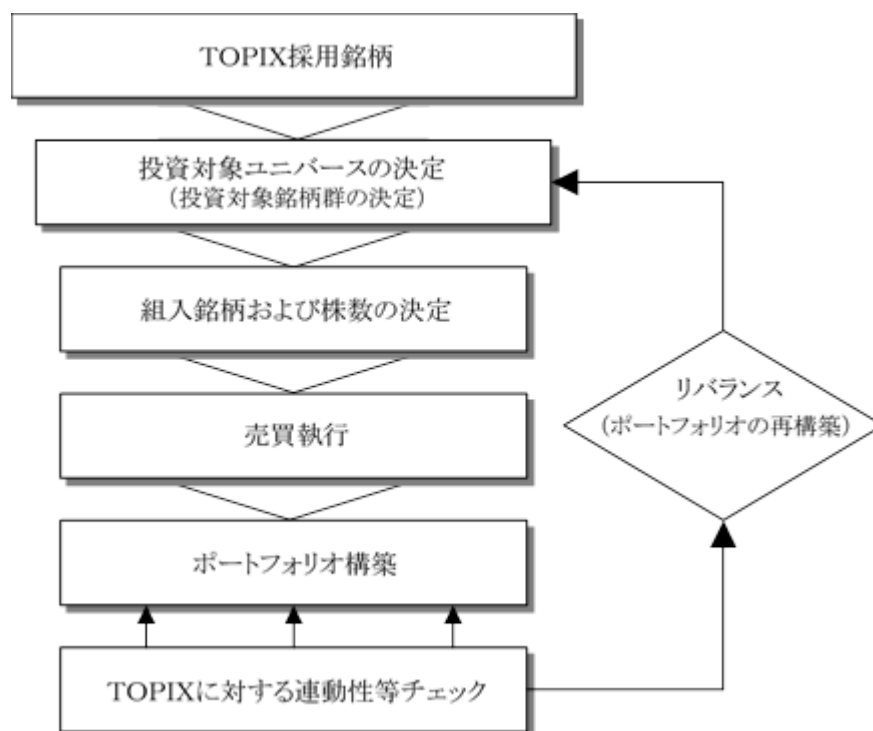 TOPIX採用銘柄
投資対象ユニバースの決定
(投資対象銘柄群の決定)
組入銘柄および株数の決定
売買執行
ポートフォリオ構築
TOPIXに対する連動性等チェック
リバランス
(ポートフォリオの再構築)